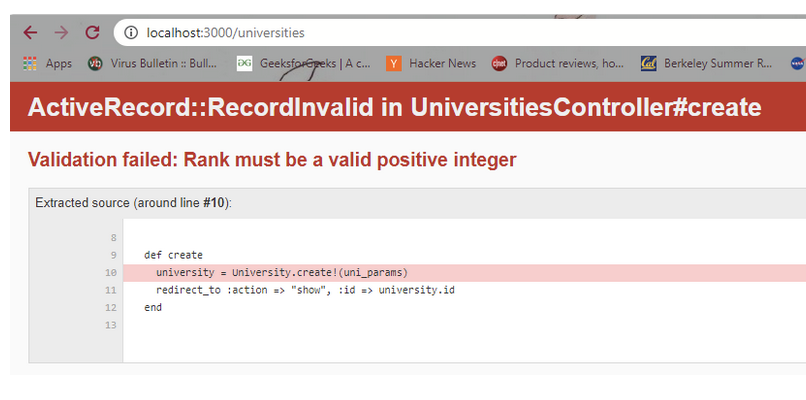 localhost:3000/universities
Apps Virus Bulletin :: Bull... GeeksforGeeks | A c... Hacker News Product reviews, ho... Berkeley Summer R...
ActiveRecord::RecordInvalid in UniversitiesController#create
Validation failed: Rank must be a valid positive integer
Extracted source (around line #10):
8
9 def create
10 university = University.create!(uni_params)
11 redirect_to :action => "show", :id => university.id
12 end
13